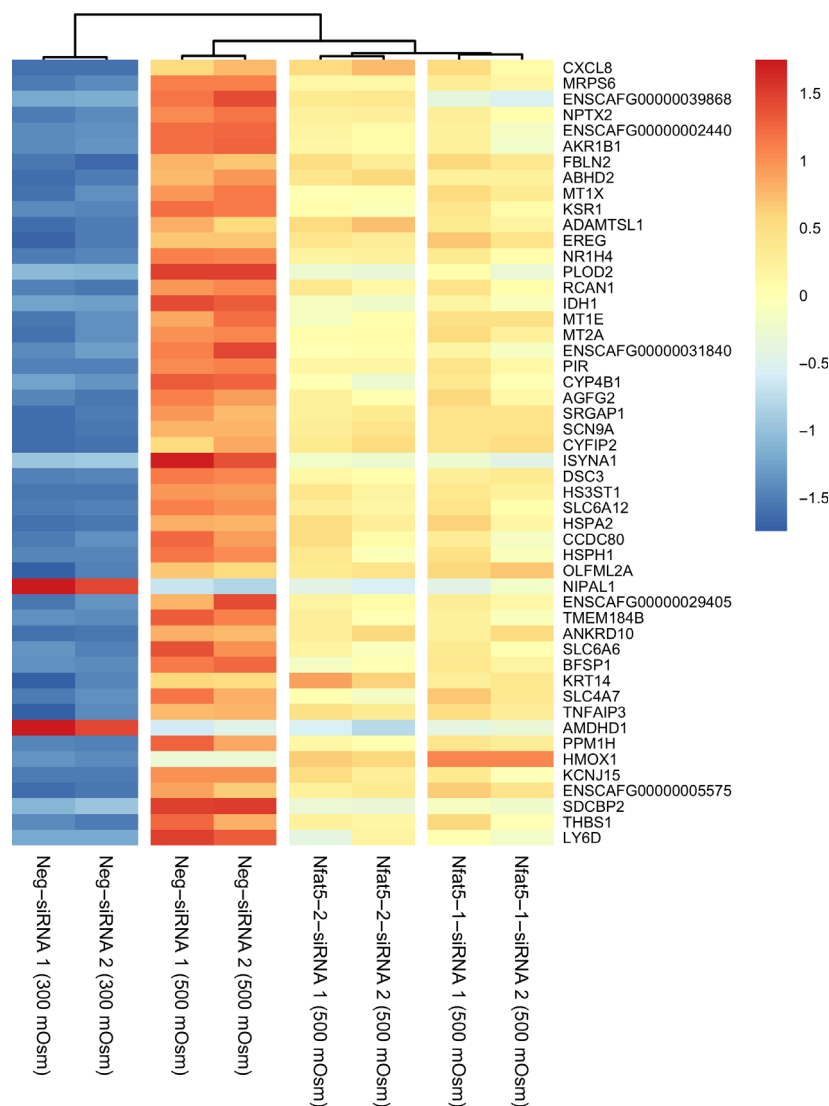 CXCL8
MRPS6
ENSCAFG00000039868
NPTX2
ENSCAFG00000002440
AKR1B1
FBLN2
ABHD2
MT1X
KSR1
ADAMTSL1
EREG
NR1H4
PLOD2
RCAN1
IDH1
MT1E
MT2A
ENSCAFG00000031840
PIR
CYP4B1
AGFG2
SRGAP1
SCN9A
CYFIP2
ISYNA1
DSC3
HS3ST1
SLC6A12
HSPA2
CCDC80
HSPH1
OLFML2A
NIPAL1
ENSCAFG00000029405
TMEM184B
ANKRD10
SLC6A6
BFSP1
KRT14
SLC4A7
TNFAIP3
AMDHD1
PPM1H
HMOX1
KCNJ15
ENSCAFG00000005575
SDCBP2
THBS1
LY6D
1.5
1
0.5
0
−0.5
−1
−1.5
Neg−siRNA 1 (300 mOsm)
Neg−siRNA 2 (300 mOsm)
Neg−siRNA 1 (500 mOsm)
Neg−siRNA 2 (500 mOsm)
Nfat5−2−siRNA 1 (500 mOsm)
Nfat5−2−siRNA 2 (500 mOsm)
Nfat5−1−siRNA 1 (500 mOsm)
Nfat5−1−siRNA 2 (500 mOsm)